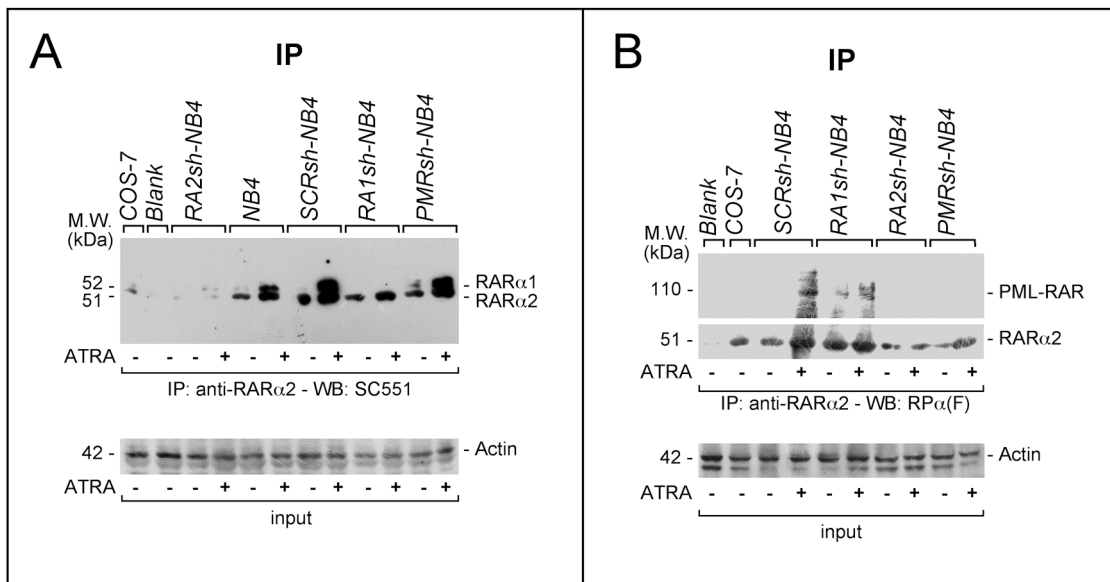 A
IP
COS-7
Blank
RA2sh-NB4
NB4
SCRsh-NB4
RA1sh-NB4
PMRsh-NB4
M.W.
(kDa)
52 -
51 -
- RARα1
RARα2
ATRA - - - + - + - + - + - +
IP: anti-RARα2 - WB: SC551
42 -
- Actin
ATRA - - - + - + - + - + - +
input
B
IP
Blank
COS-7
SCRsh-NB4
RA1sh-NB4
RA2sh-NB4
PMRsh-NB4
M.W.
(kDa)
110 -
- PML-RAR
51 -
- RARα2
ATRA - - - + - + - + - +
IP: anti-RARα2 - WB: RPα(F)
42 -
- Actin
ATRA - - - + - + - + - +
input